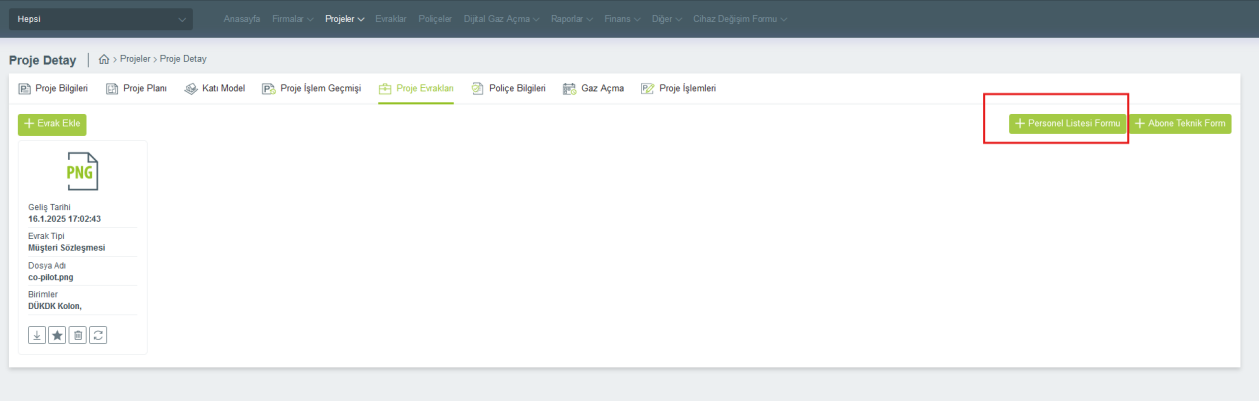 Hepsi
Anasayfa Firmalar Projeler Evraklar Poliçeler Dijital Gaz Açma Raporlar Finans Diğer Cihaz Değişim Formu
Proje Detay > Projeler > Proje Detay
Proje Bilgileri Proje Planı Katı Model Proje İşlem Geçmişi Proje Evrakları Poliçe Bilgileri Gaz Açma Proje İşlemleri
+ Evrak Ekle + Personel Listesi Formu + Abone Teknik Form
PNG
Geliş Tarihi
16.1.2025 17:02:43
Evrak Tipi
Müşteri Sözleşmesi
Dosya Adı
co-pilot.png
Birimler
DÜKDK Kolon,